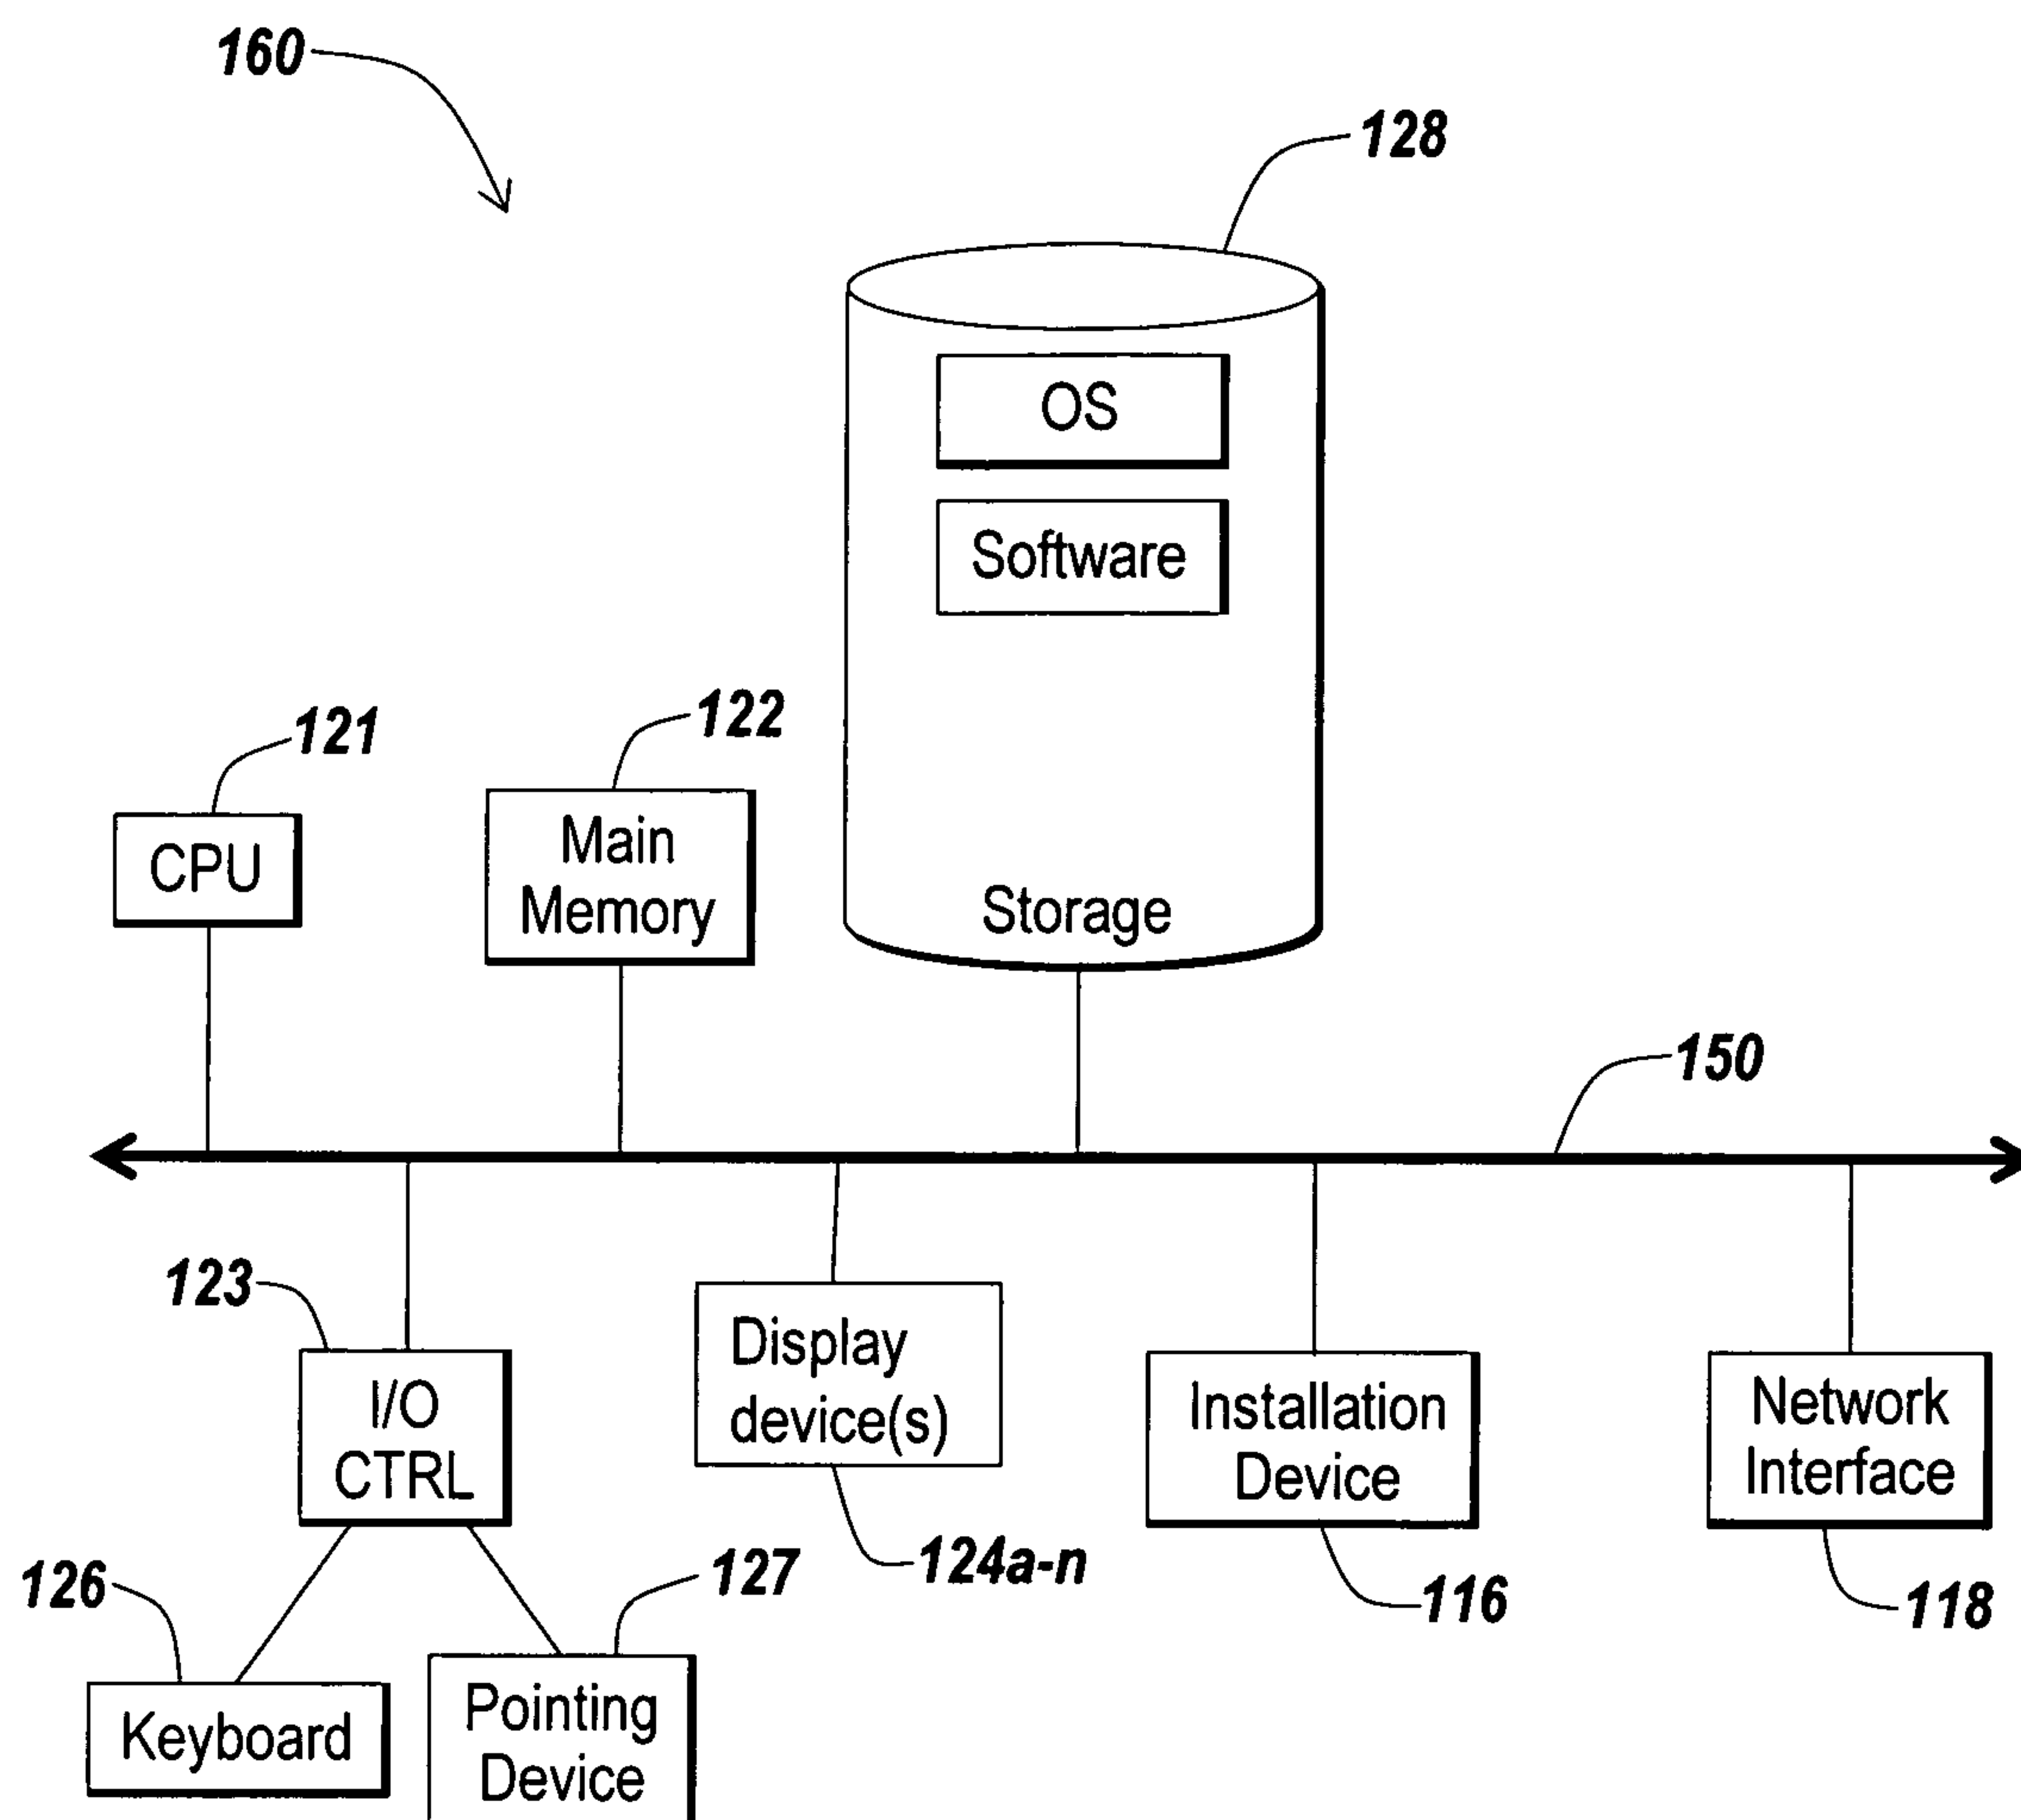 160
128
OS
Software
121
122
CPU
Main
Memory
Storage
150
123
I/O
CTRL
Display
device(s)
Installation
Device
Network
Interface
126
127
124a-n
116
118
Keyboard
Pointing
Device